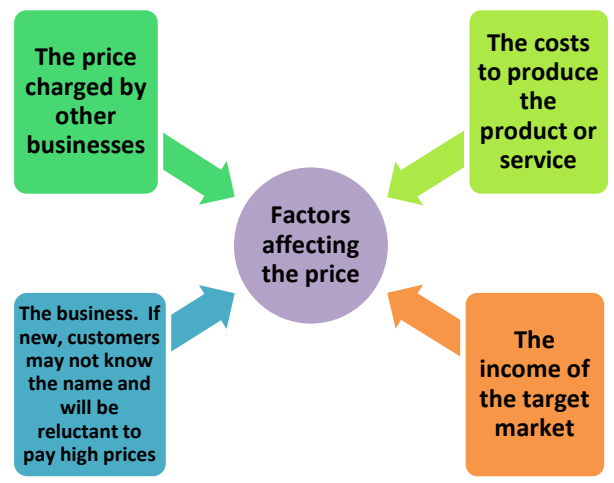 The price
charged by
other
businesses
The costs
to produce
the
product or
service
Factors
affecting
the price
The business.  If
new, customers
may not know
the name and
will be
reluctant to
pay high prices
The
income of
the target
market